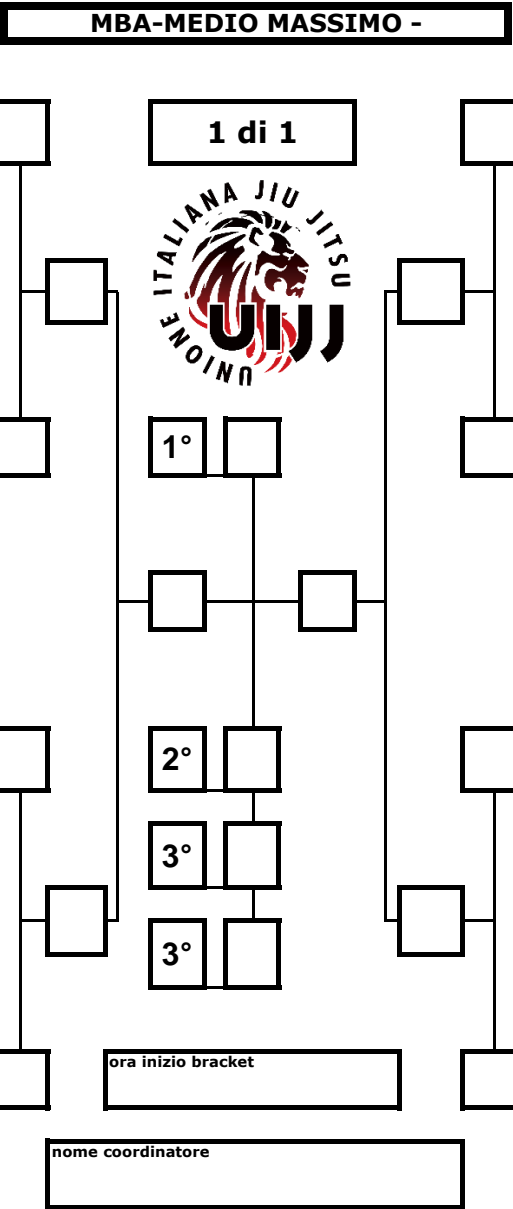 MBA-MEDIO MASSIMO -
1 di 1
UNIONE ITALIANA JIU JITSU
UIJJ
1°
2°
3°
3°
ora inizio bracket
nome coordinatore